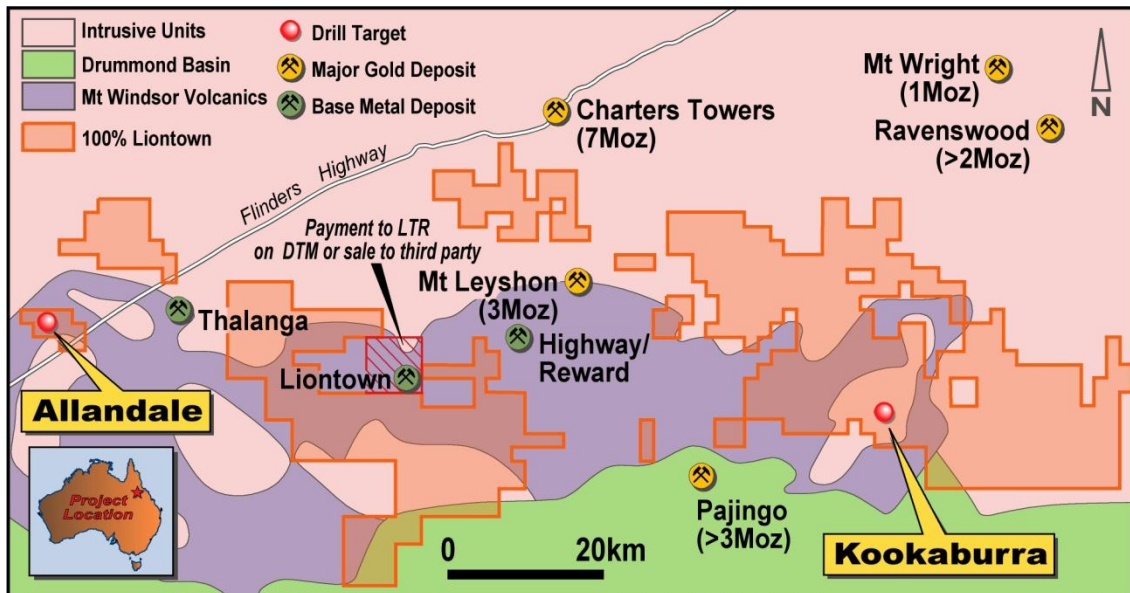 Intrusive Units
Drummond Basin
Mt Windsor Volcanics
100% Liontown
Drill Target
Major Gold Deposit
Base Metal Deposit
Charters Towers
(7Moz)
Mt Wright
(1Moz)
Ravenswood
(>2Moz)
N
Flinders Highway
Payment to LTR
on DTM or sale to third party
Mt Leyshon
(3Moz)
Thalanga
Highway/
Reward
Liontown
Allandale
Project
Location
Pajingo
(>3Moz)
Kookaburra
0 20km